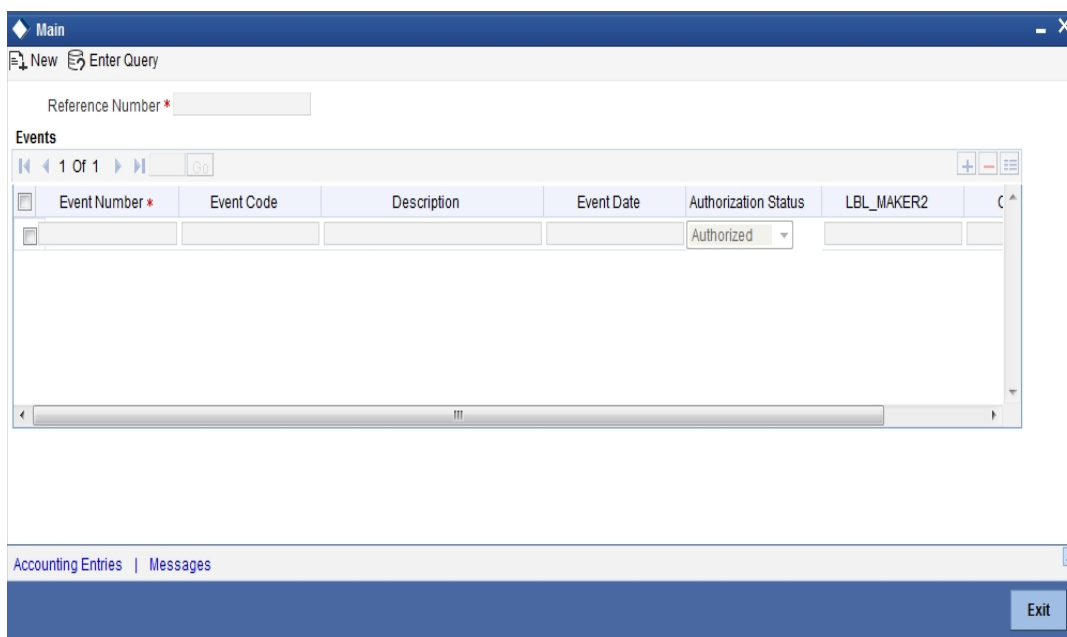 Main
New Enter Query
Reference Number *
Events
1 Of 1 Go
Event Number * Event Code Description Event Date Authorization Status LBL_MAKER2
Authorized
Accounting Entries | Messages
Exit